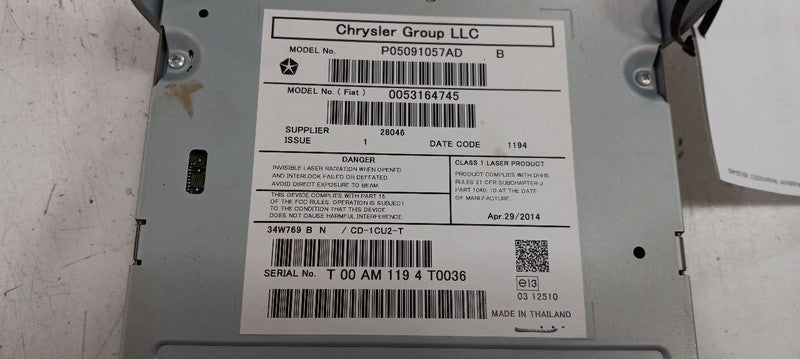 Chrysler Group LLC
MODEL No. P05091057AD B
MODEL No. (Fiat) 0053164745
SUPPLIER 28046
ISSUE 1 DATE CODE 1194
DANGER
INVISIBLE LASER RADIATION WHEN OPENED
AND INTERLOCK FAILED OR DEFEATED.
AVOID DIRECT EXPOSURE TO BEAM
THIS DEVICE COMPLIES WITH PART 15
OF THE FCC RULES. OPERATION IS SUBJECT
TO THE CONDITION THAT THIS DEVICE
DOES NOT CAUSE HARMFUL INTERFERENCE.
CLASS 1 LASER PRODUCT
PRODUCT COMPLIES WITH DHHS
RULES 21 CFR SUBCHAPTER J
PART 1040. 10 AT THE DATE
OF MANUFACTURE
Apr.29/2014
34W769 B N / CD-1CU2-T
SERIAL No. T 00 AM 119 4 T0036
e13
03 12510
MADE IN THAILAND